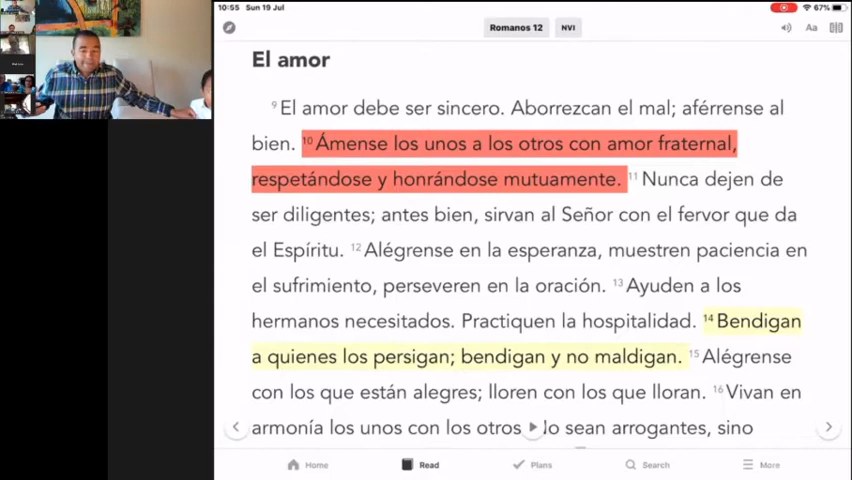 10:55 Sun 19 Jul
67%
Romanos 12
NVI
Aa
El amor
9 El amor debe ser sincero. Aborrezcan el mal; aférrense al
bien. 10 Ámense los unos a los otros con amor fraternal,
respetándose y honrándose mutuamente. 11 Nunca dejen de
ser diligentes; antes bien, sirvan al Señor con el fervor que da
el Espíritu. 12 Alégrense en la esperanza, muestren paciencia en
el sufrimiento, perseveren en la oración. 13 Ayuden a los
hermanos necesitados. Practiquen la hospitalidad. 14 Bendigan
a quienes los persigan; bendigan y no maldigan. 15 Alégrense
con los que están alegres; lloren con los que lloran. 16 Vivan en
armonía los unos con los otros No sean arrogantes, sino
Home Read Plans Search More